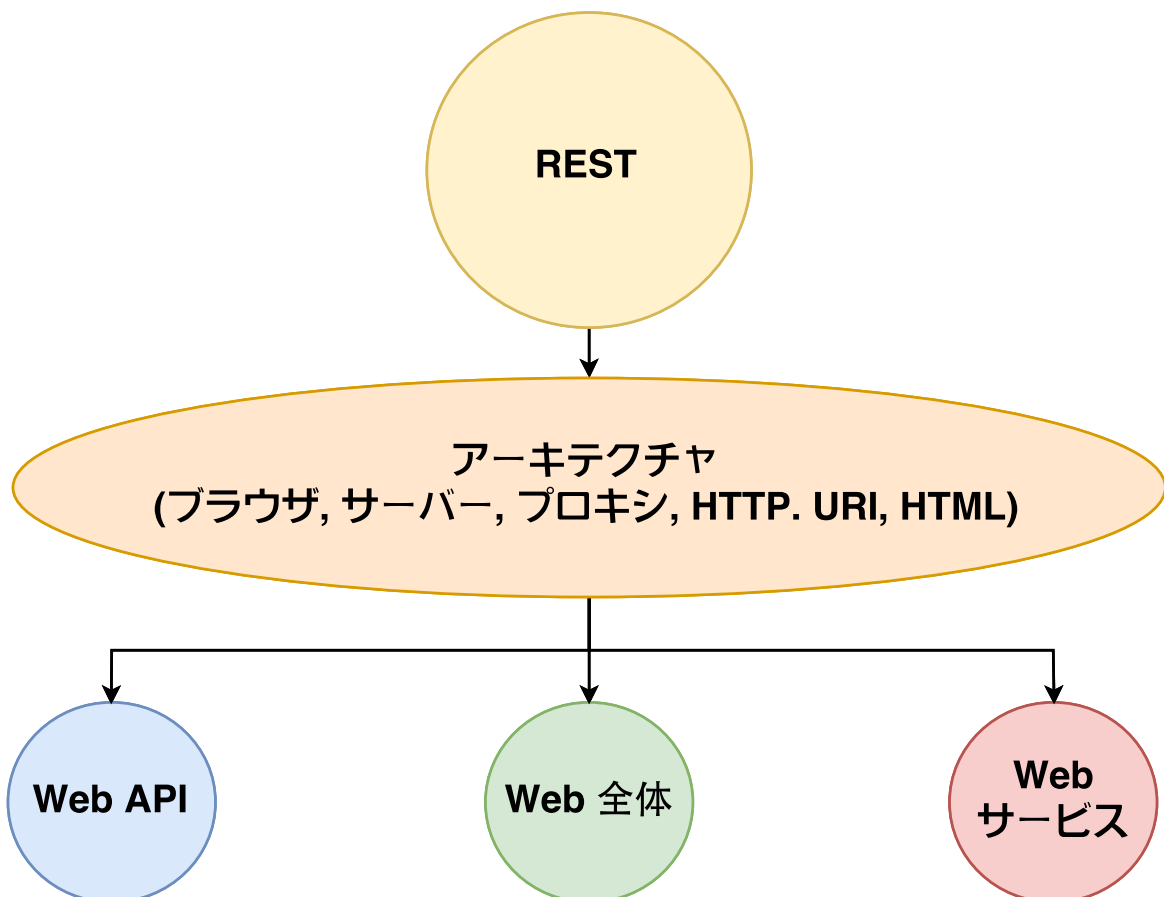 REST
アーキテクチャ
(ブラウザ, サーバー, プロキシ, HTTP. URI, HTML)
Web API
Web 全体
Web
サービス